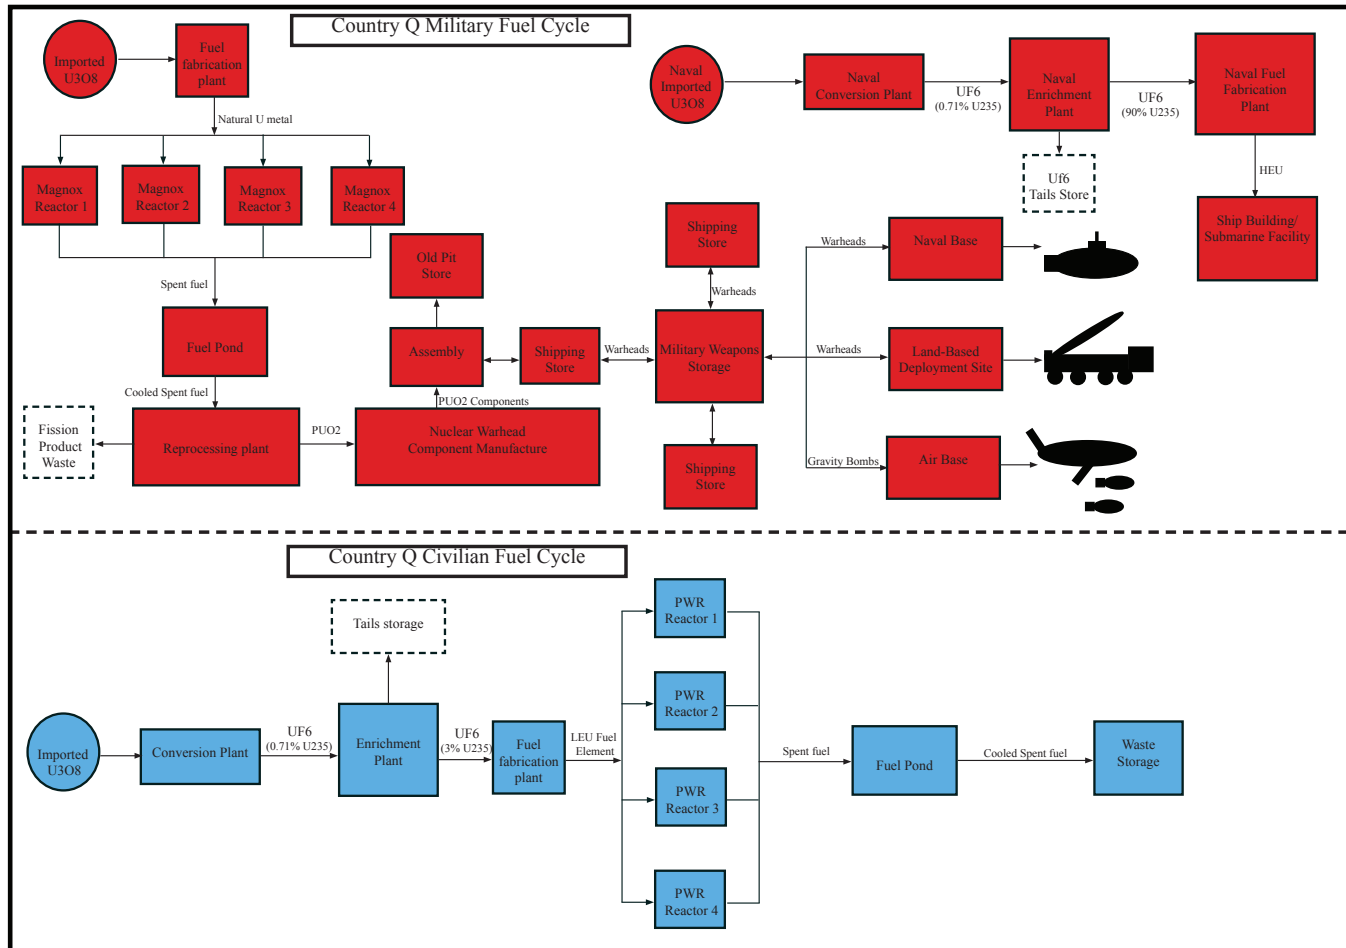 Country Q Military Fuel Cycle
Imported
U3O8
Fuel
fabrication
plant
Natural U metal
Magnox
Reactor 1
Magnox
Reactor 2
Magnox
Reactor 3
Magnox
Reactor 4
Spent fuel
Fuel Pond
Cooled Spent fuel
Fission
Product
Waste
Reprocessing plant
PUO2
Nuclear Warhead
Component Manufacture
PUO2 Components
Assembly
Old Pit
Store
Shipping
Store
Warheads
Military Weapons
Storage
Warheads
Shipping
Store
Shipping
Store
Warheads
Naval Base
Warheads
Land-Based
Deployment Site
Gravity Bombs
Air Base
Naval
Imported
U3O8
Naval
Conversion Plant
UF6
(0.71% U235)
Naval
Enrichment
Plant
UF6
(90% U235)
Naval Fuel
Fabrication
Plant
Uf6
Tails Store
HEU
Ship Building/
Submarine Facility
Country Q Civilian Fuel Cycle
Imported
U3O8
Conversion Plant
UF6
(0.71% U235)
Enrichment
Plant
Tails storage
UF6
(3% U235)
Fuel
fabrication
plant
LEU Fuel
Element
PWR
Reactor 1
PWR
Reactor 2
PWR
Reactor 3
PWR
Reactor 4
Spent fuel
Fuel Pond
Cooled Spent fuel
Waste
Storage